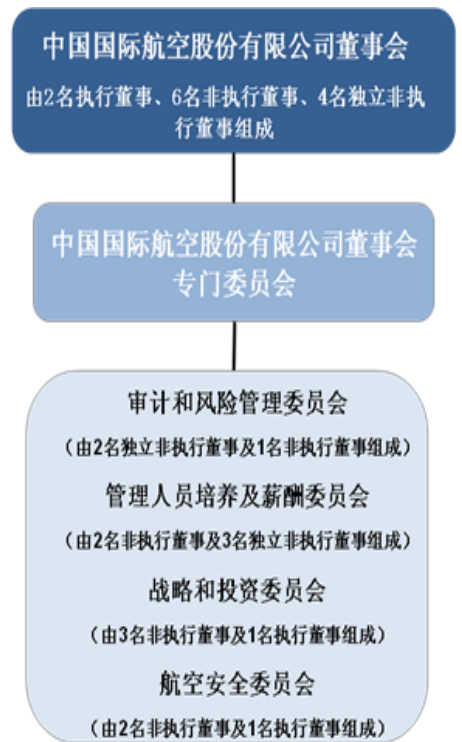 中国国际航空股份有限公司董事会
由2名执行董事、6名非执行董事、4名独立非执
行董事组成
中国国际航空股份有限公司董事会
专门委员会
审计和风险管理委员会
（由2名独立非执行董事及1名非执行董事组成）
管理人员培养及薪酬委员会
（由2名非执行董事及3名独立非执行董事组成）
战略和投资委员会
（由3名非执行董事及1名执行董事组成）
航空安全委员会
（由2名非执行董事及1名执行董事组成）